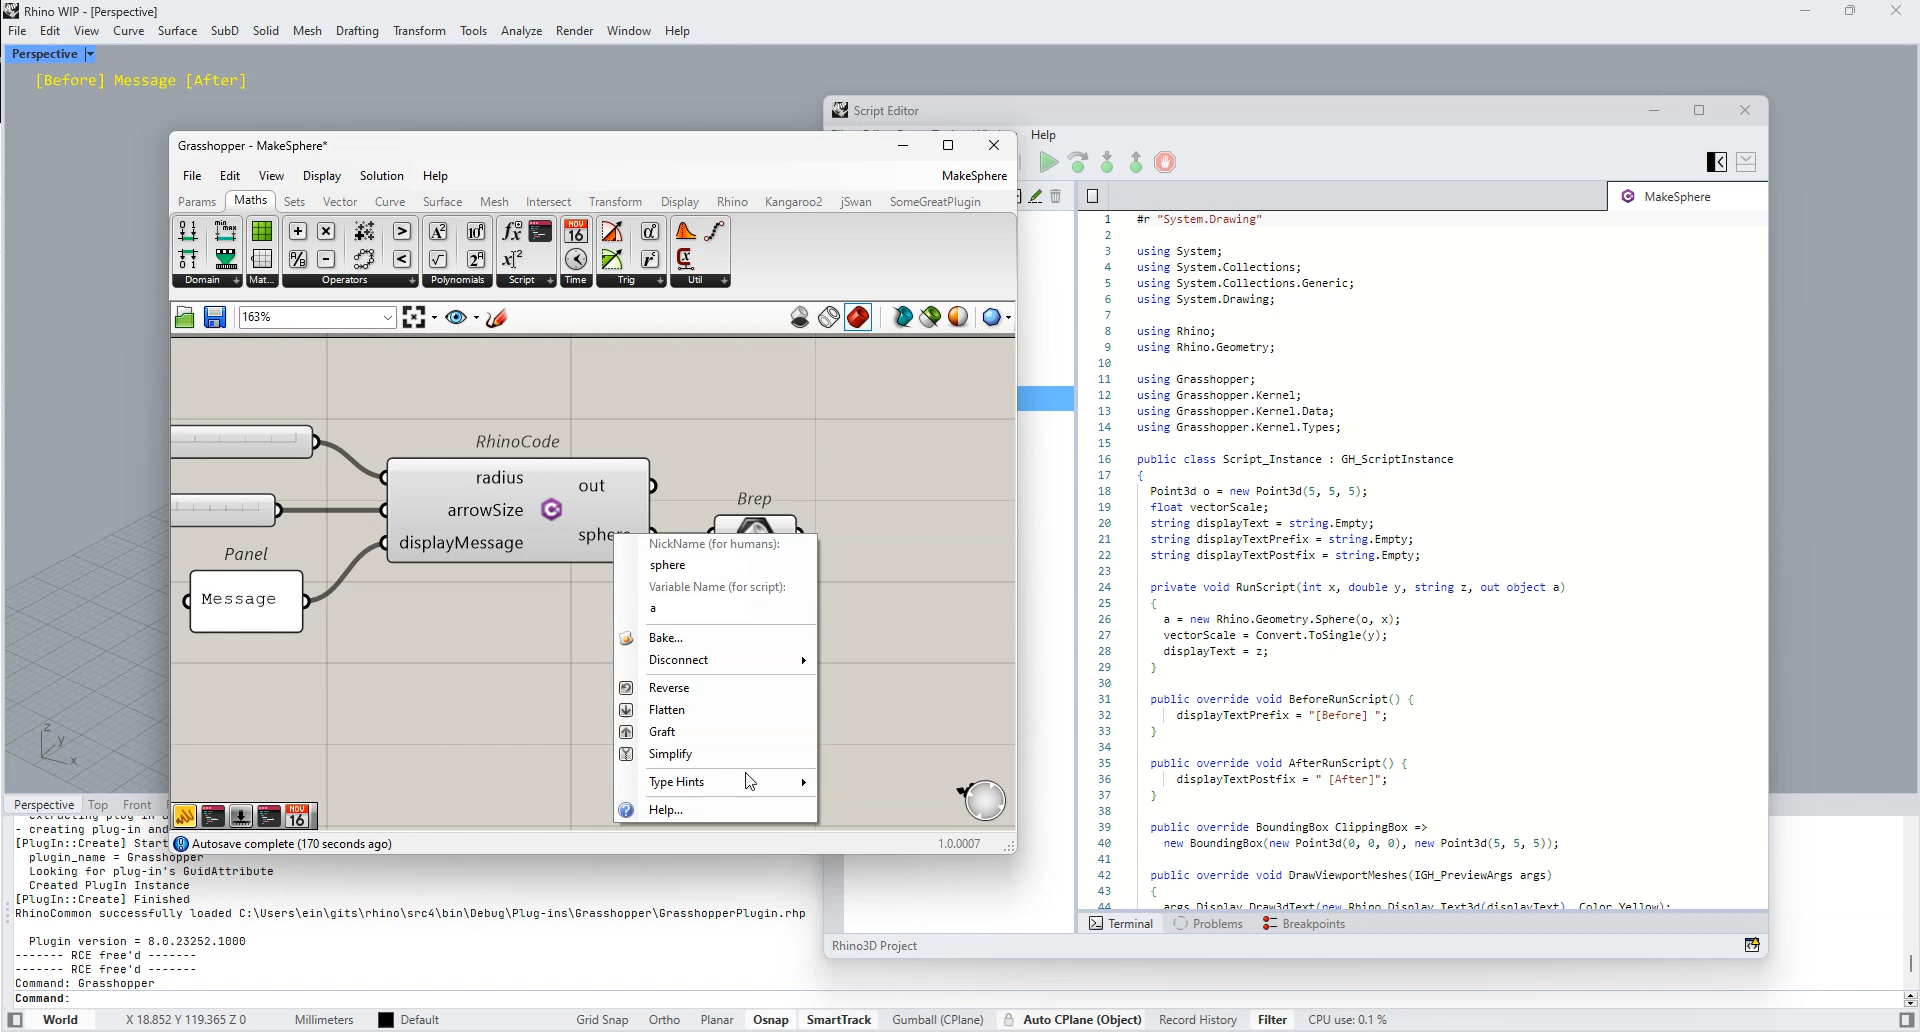 Rhino WIP - [Perspective]
File Edit View Curve Surface SubD Solid Mesh Drafting Transform Tools Analyze Render Window Help
Perspective
[Before] Message [After]
Script Editor
Help
MakeSphere
Grasshopper - MakeSphere*
File Edit View Display Solution Help MakeSphere
Params Maths Sets Vector Curve Surface Mesh Intersect Transform Display Rhino Kangaroo2 jSwan SomeGreatPlugin
Domain Mat... Operators Polynomials Script Time Trig Util
163%
RhinoCode
radius
arrowSize
displayMessage
out
Brep
Panel
Message
NickName (for humans):
sphere
Variable Name (for script):
a
Bake...
Disconnect
Reverse
Flatten
Graft
Simplify
Type Hints
Help...
NOV 16
Autosave complete (170 seconds ago) 1.0.0007
1 #r "System.Drawing"
2
3 using System;
4 using System.Collections;
5 using System.Collections.Generic;
6 using System.Drawing;
7
8 using Rhino;
9 using Rhino.Geometry;
10
11 using Grasshopper;
12 using Grasshopper.Kernel;
13 using Grasshopper.Kernel.Data;
14 using Grasshopper.Kernel.Types;
15
16 public class Script_Instance : GH_ScriptInstance
17 {
18 Point3d o = new Point3d(5, 5, 5);
19 float vectorScale;
20 string displayText = string.Empty;
21 string displayTextPrefix = string.Empty;
22 string displayTextPostfix = string.Empty;
23
24 private void RunScript(int x, double y, string z, out object a)
25 {
26 a = new Rhino.Geometry.Sphere(o, x);
27 vectorScale = Convert.ToSingle(y);
28 displayText = z;
29 }
30
31 public override void BeforeRunScript() {
32 displayTextPrefix = "[Before] ";
33 }
34
35 public override void AfterRunScript() {
36 displayTextPostfix = " [After]";
37 }
38
39 public override BoundingBox ClippingBox =>
40 new BoundingBox(new Point3d(0, 0, 0), new Point3d(5, 5, 5));
41
42 public override void DrawViewportMeshes(IGH_PreviewArgs args)
43 {
44 args.Display.Draw3dText(new Rhino.Display.Text3d(displayText), Color.Yellow);
Terminal Problems Breakpoints
Rhino3D Project
z
y
x
Perspective Top Front
- creating plug-in and
[PlugIn::Create] Start
plugin_name = Grasshopper
Looking for plug-in's GuidAttribute
Created PlugIn Instance
[PlugIn::Create] Finished
RhinoCommon successfully loaded C:\Users\ein\gits\rhino\src4\bin\Debug\Plug-ins\Grasshopper\GrasshopperPlugin.rhp
Plugin version = 8.0.23252.1000
------- RCE free'd -------
------- RCE free'd -------
Command: Grasshopper
Command:
World X 18.852 Y 119.365 Z 0 Millimeters Default Grid Snap Ortho Planar Osnap SmartTrack Gumball (CPlane) Auto CPlane (Object) Record History Filter CPU use: 0.1 %